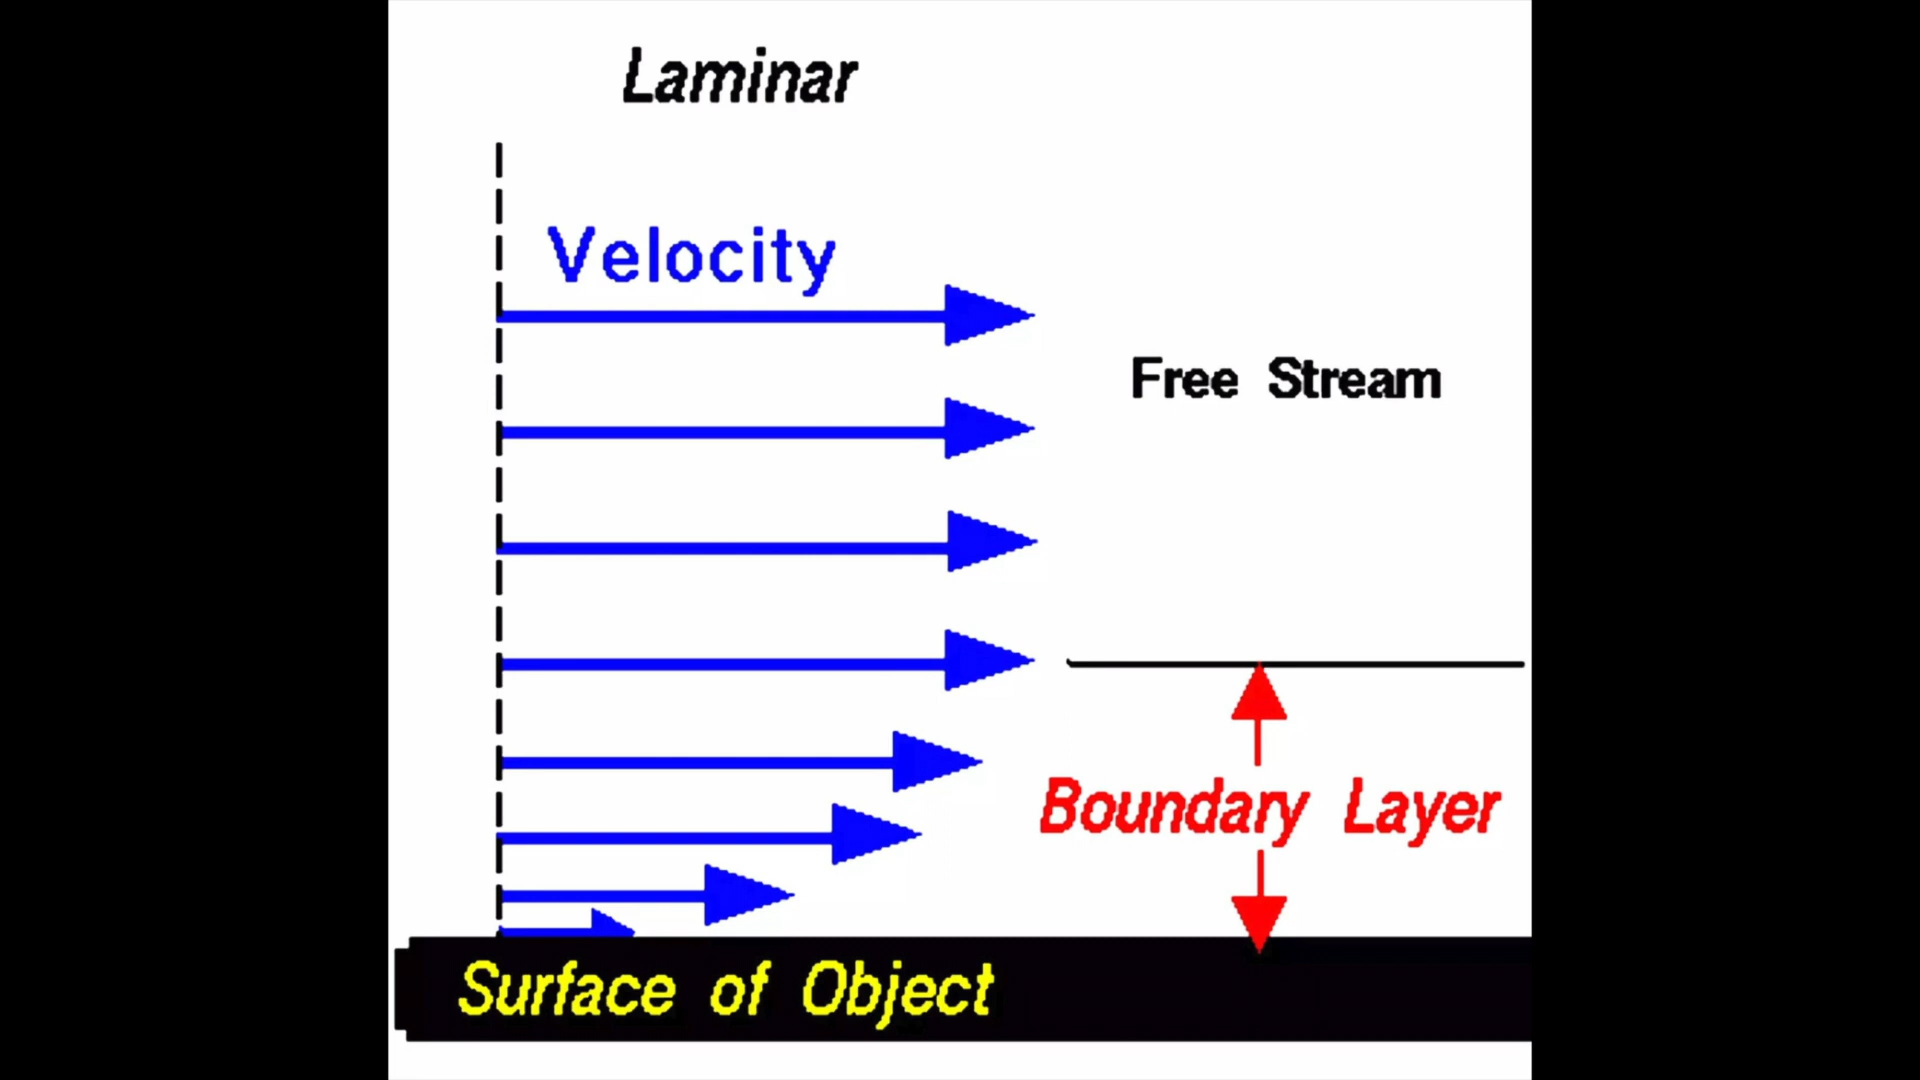 Laminar
Velocity
Free Stream
Boundary Layer
Surface of Object